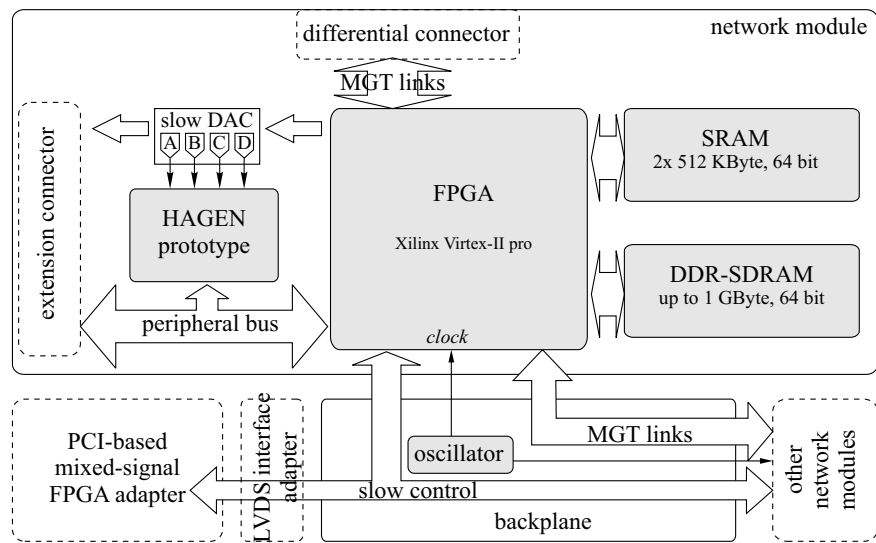 differential connector
network module
MGT links
extension connector
slow DAC
A B C D
HAGEN
prototype
FPGA
Xilinx Virtex-II pro
clock
SRAM
2x 512 KByte, 64 bit
DDR-SDRAM
up to 1 GByte, 64 bit
peripheral bus
PCI-based
mixed-signal
FPGA adapter
LVDS interface
adapter
oscillator
MGT links
slow control
backplane
other
network
modules